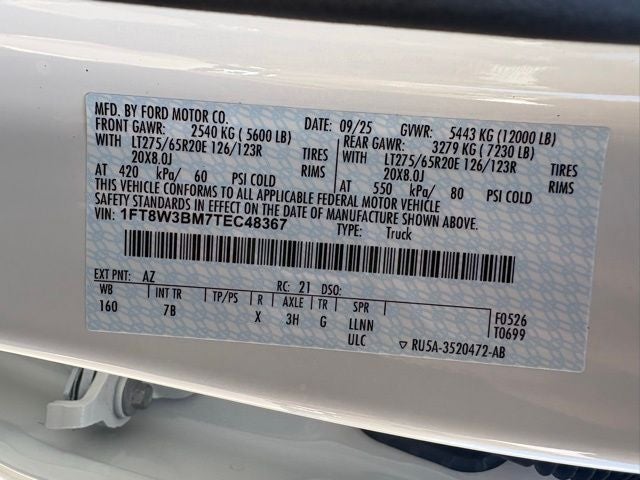 MFD. BY FORD MOTOR CO. DATE: 09/25 GVWR: 5443 KG (12000 LB)
FRONT GAWR: 2540 KG ( 5600 LB) REAR GAWR: 3279 KG ( 7230 LB)
WITH LT275/65R20E 126/123R TIRES WITH LT275/65R20E 126/123R TIRES
20X8.0J RIMS 20X8.0J RIMS
AT 420 kPa/ 60 PSI COLD AT 550 kPa/ 80 PSI COLD
THIS VEHICLE CONFORMS TO ALL APPLICABLE FEDERAL MOTOR VEHICLE
SAFETY STANDARDS IN EFFECT ON THE DATE OF MANUFACTURE SHOWN ABOVE.
VIN: 1FT8W3BM7TEC48367 TYPE: Truck
EXT PNT: AZ RC: 21 DSO:
WB INT TR TP/PS R AXLE TR SPR F0526
160 7B X 3H G LLNN T0699
ULC ▽ RU5A-3520472-AB